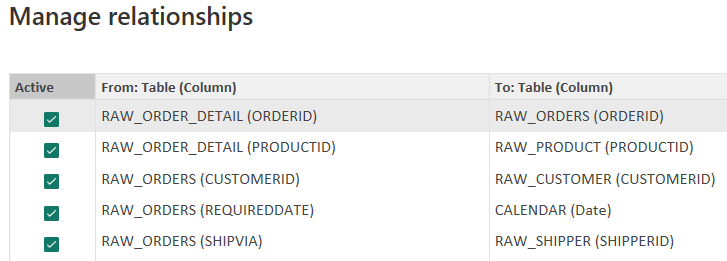 Manage relationships
Active From: Table (Column) To: Table (Column)
RAW_ORDER_DETAIL (ORDERID) RAW_ORDERS (ORDERID)
RAW_ORDER_DETAIL (PRODUCTID) RAW_PRODUCT (PRODUCTID)
RAW_ORDERS (CUSTOMERID) RAW_CUSTOMER (CUSTOMERID)
RAW_ORDERS (REQUIREDDATE) CALENDAR (Date)
RAW_ORDERS (SHIPVIA) RAW_SHIPPER (SHIPPERID)